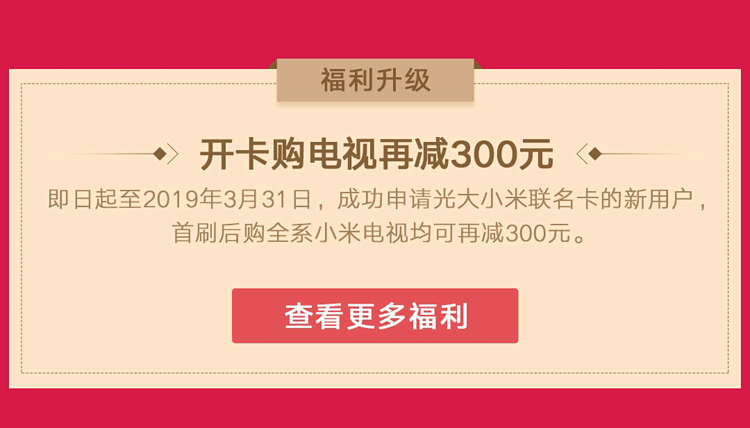 福利升级
开卡购电视再减300元
即日起至2019年3月31日，成功申请光大小米联名卡的新用户，
首刷后购全系小米电视均可再减300元。
查看更多福利